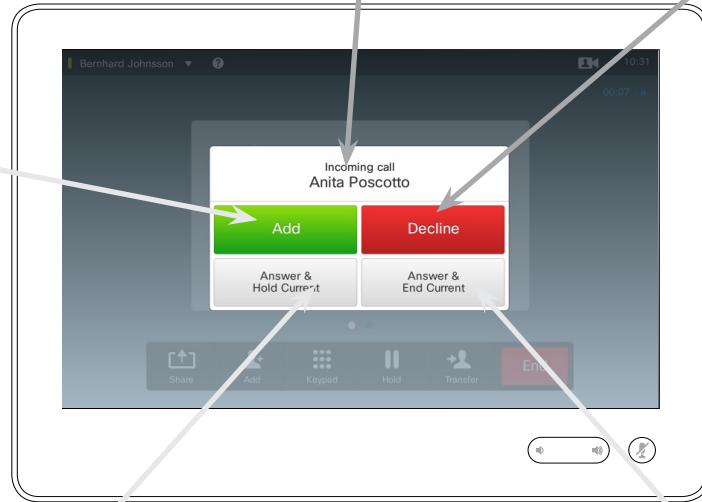 Bernhard Johnsson
10:31
00:07
Incoming call
Anita Poscotto
Add
Decline
Answer &
Hold Current
Answer &
End Current
Share
Add
Keypad
Hold
Transfer
End